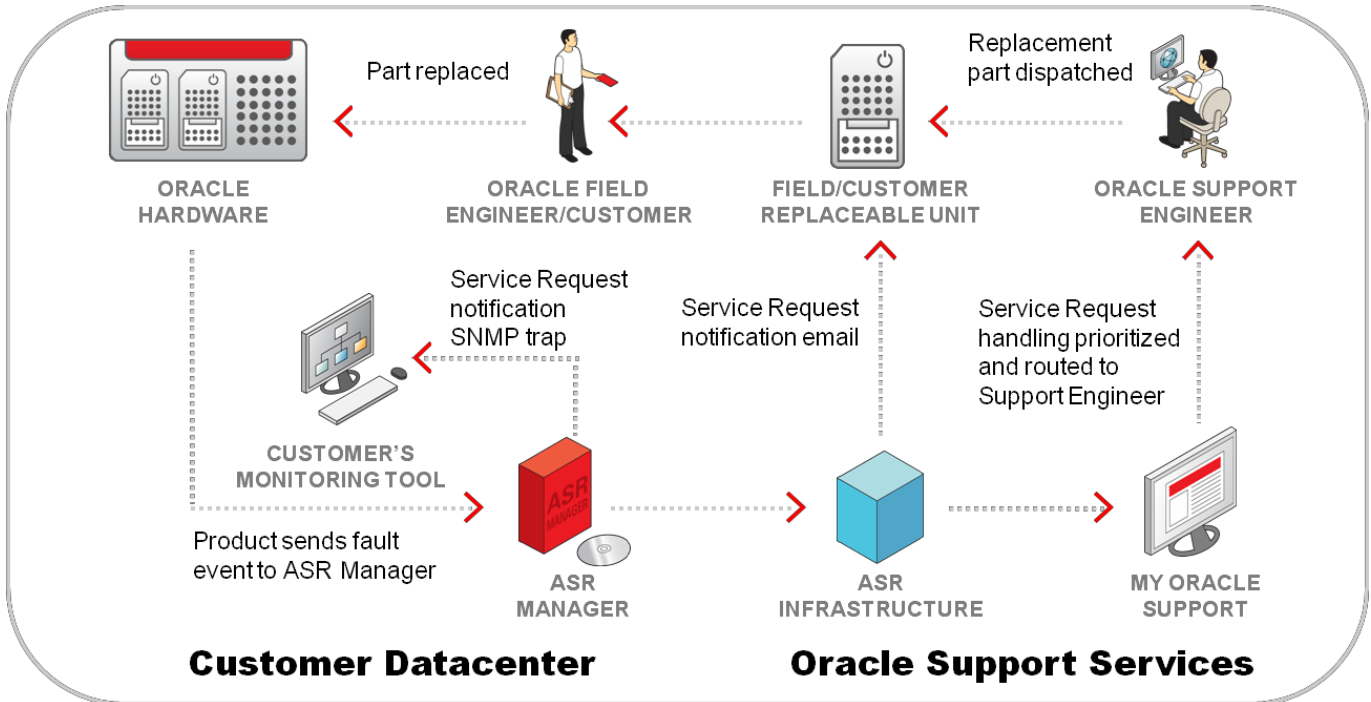 Part replaced
Replacement
part dispatched
ORACLE
HARDWARE
ORACLE FIELD
ENGINEER/CUSTOMER
FIELD/CUSTOMER
REPLACEABLE UNIT
ORACLE SUPPORT
ENGINEER
Service Request
notification
SNMP trap
Service Request
notification email
Service Request
handling prioritized
and routed to
Support Engineer
CUSTOMER'S
MONITORING TOOL
ASR
MANAGER
Product sends fault
event to ASR Manager
ASR
MANAGER
ASR
INFRASTRUCTURE
MY ORACLE
SUPPORT
Customer Datacenter
Oracle Support Services